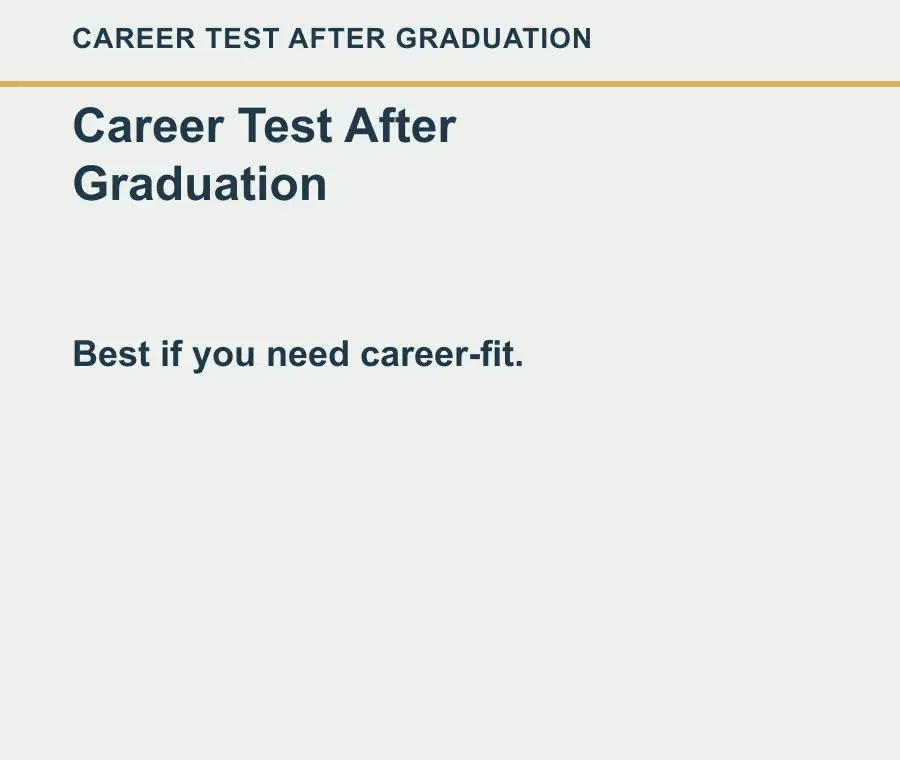 CAREER TEST AFTER GRADUATION
Career Test After
Graduation
Best if you need career-fit.